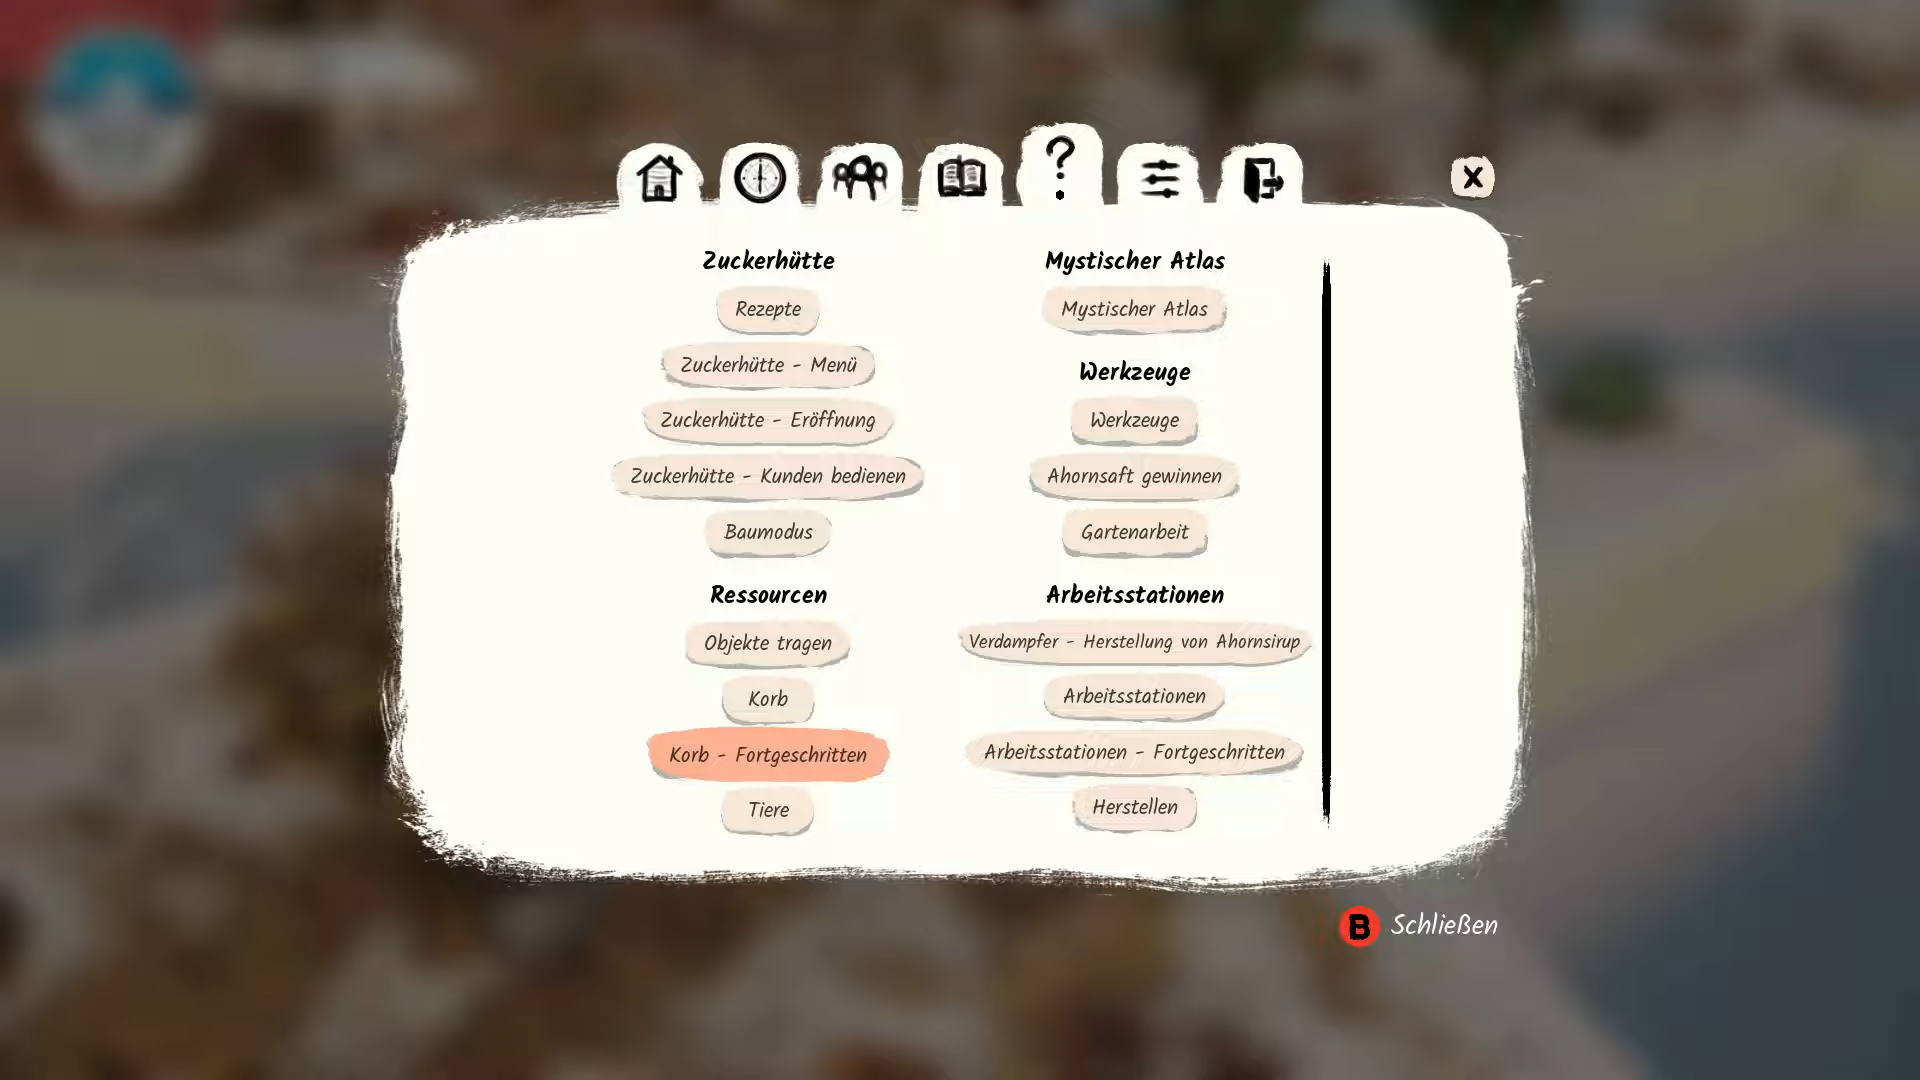 Zuckerhütte
Rezepte
Zuckerhütte - Menü
Zuckerhütte - Eröffnung
Zuckerhütte - Kunden bedienen
Baumodus
Ressourcen
Objekte tragen
Korb
Korb - Fortgeschritten
Tiere
Mystischer Atlas
Mystischer Atlas
Werkzeuge
Werkzeuge
Ahornsaft gewinnen
Gartenarbeit
Arbeitsstationen
Verdampfer - Herstellung von Ahornsirup
Arbeitsstationen
Arbeitsstationen - Fortgeschritten
Herstellen
B Schließen